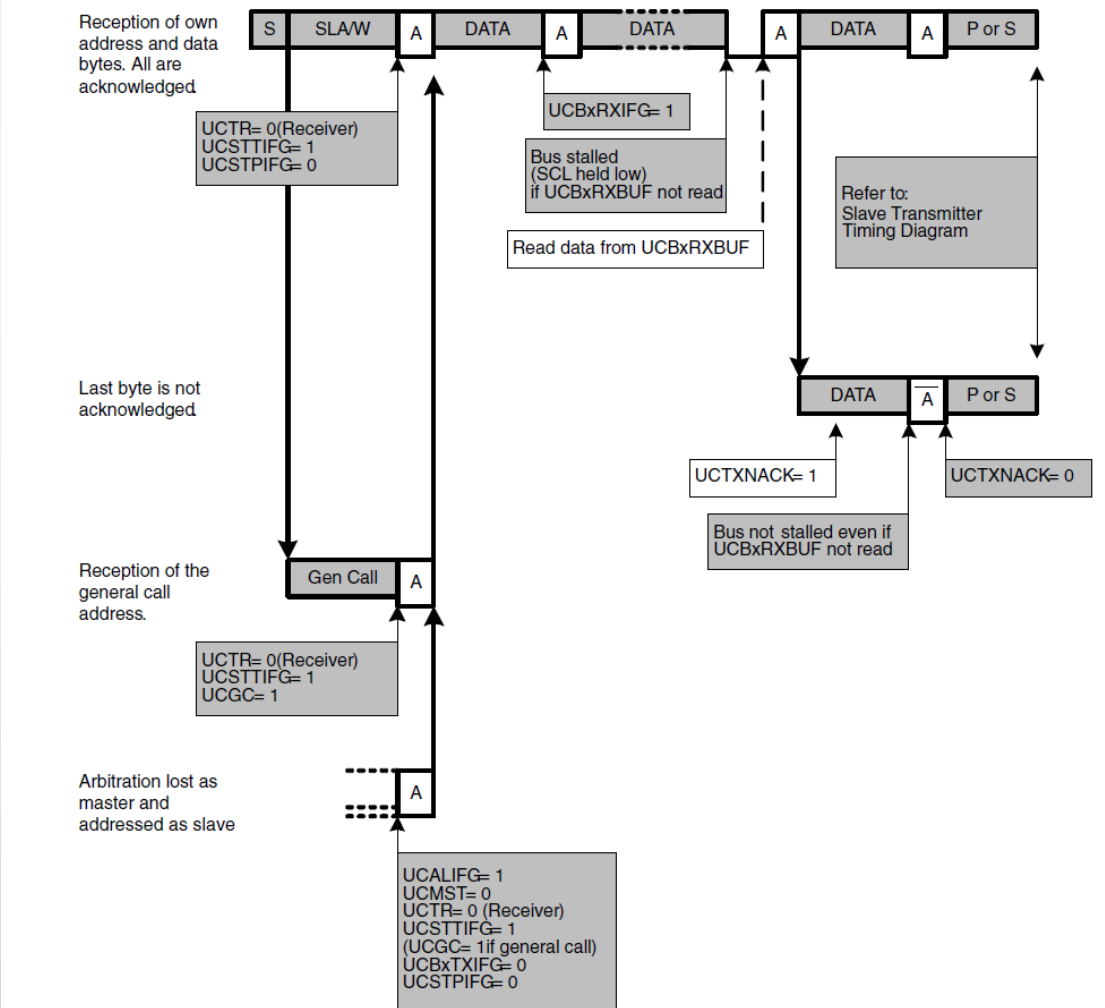 Reception of own
address and data
bytes. All are
acknowledged.
S SLA/W A DATA A DATA A DATA A P or S
UCTR= 0(Receiver)
UCSTTIFG= 1
UCSTPIFG= 0
UCBxRXIFG= 1
Bus stalled
(SCL held low)
if UCBxRXBUF not read
Read data from UCBxRXBUF
Refer to:
Slave Transmitter
Timing Diagram
Last byte is not
acknowledged.
DATA A P or S
UCTXNACK= 1
UCTXNACK= 0
Bus not stalled even if
UCBxRXBUF not read
Reception of the
general call
address.
Gen Call A
UCTR= 0(Receiver)
UCSTTIFG= 1
UCGC= 1
Arbitration lost as
master and
addressed as slave
A
UCALIFG= 1
UCMST= 0
UCTR= 0 (Receiver)
UCSTTIFG= 1
(UCGC= 1if general call)
UCBxTXIFG= 0
UCSTPIFG= 0